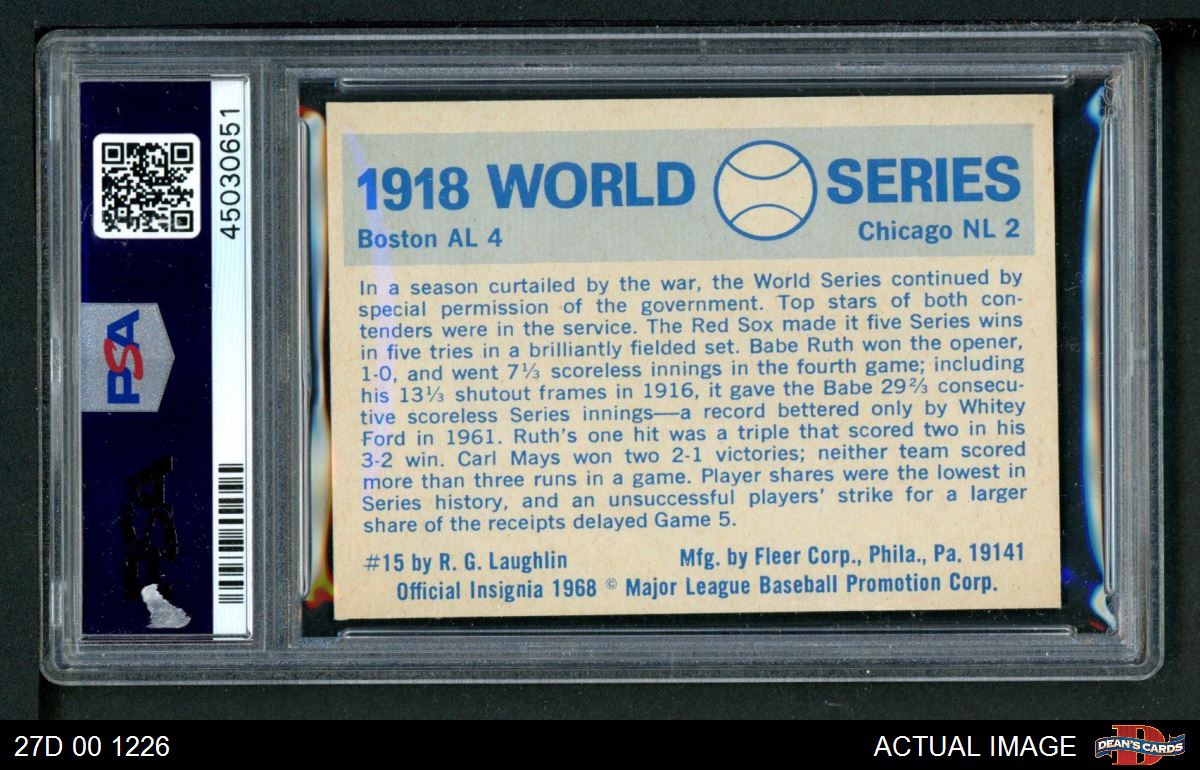 1918 WORLD SERIES
Boston AL 4
Chicago NL 2
In a season curtailed by the war, the World Series continued by
special permission of the government. Top stars of both con-
tenders were in the service. The Red Sox made it five Series wins
in five tries in a brilliantly fielded set. Babe Ruth won the opener,
1-0, and went 7⅓ scoreless innings in the fourth game; including
his 13⅓ shutout frames in 1916, it gave the Babe 29⅔ consecu-
tive scoreless Series innings—a record bettered only by Whitey
Ford in 1961. Ruth's one hit was a triple that scored two in his
3-2 win. Carl Mays won two 2-1 victories; neither team scored
more than three runs in a game. Player shares were the lowest in
Series history, and an unsuccessful players' strike for a larger
share of the receipts delayed Game 5.
#15 by R. G. Laughlin
Mfg. by Fleer Corp., Phila., Pa. 19141
Official Insignia 1968 © Major League Baseball Promotion Corp.
45030651
PSA
PSA
27D 00 1226
ACTUAL IMAGE
D
DEAN'S CARDS